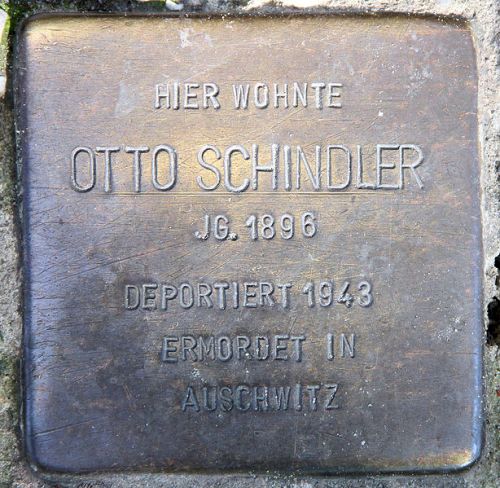 HIER WOHNTE
OTTO SCHINDLER
JG. 1896
DEPORTIERT 1943
ERMORDET IN
AUSCHWITZ